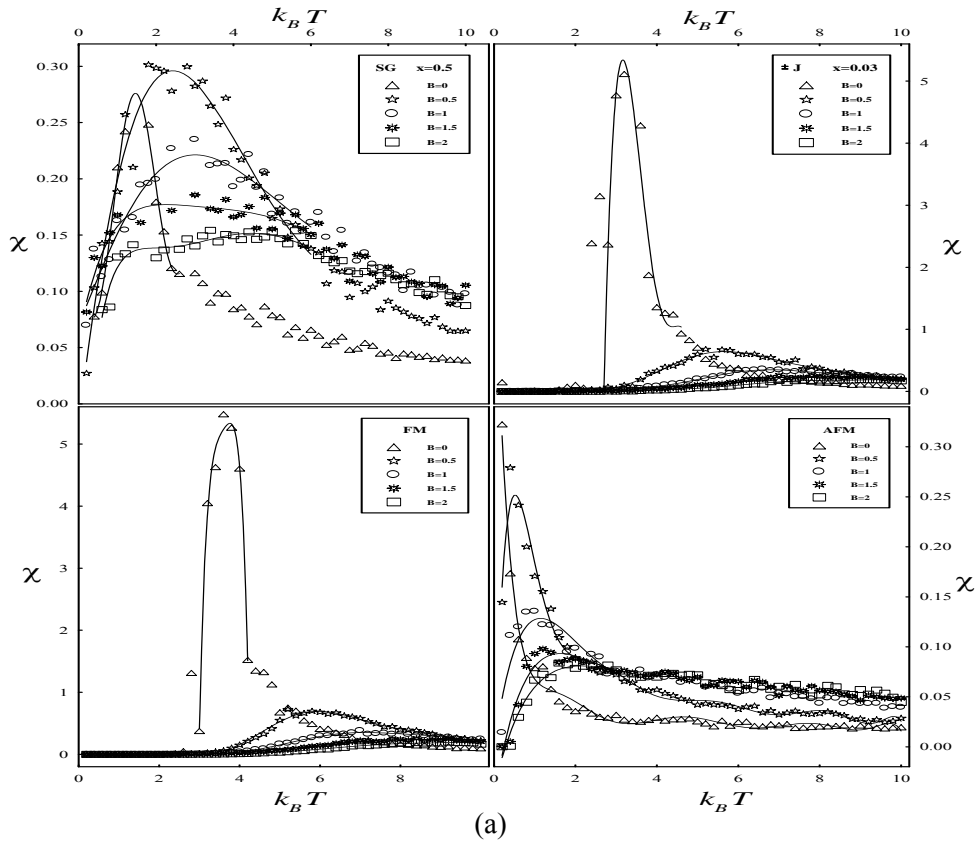 k_B T
k_B T
0 2 4 6 8 10
0 2 4 6 8 10
0.30
0.25
0.20
0.15
0.10
0.05
0.00
χ
SG x=0.5
B=0
B=0.5
B=1
B=1.5
B=2
± J x=0.03
B=0
B=0.5
B=1
B=1.5
B=2
5
4
3
2
1
0
χ
5
4
3
2
1
0
χ
FM
B=0
B=0.5
B=1
B=1.5
B=2
AFM
B=0
B=0.5
B=1
B=1.5
B=2
0.30
0.25
0.20
0.15
0.10
0.05
0.00
χ
0 2 4 6 8
0 2 4 6 8 10
k_B T
k_B T
(a)